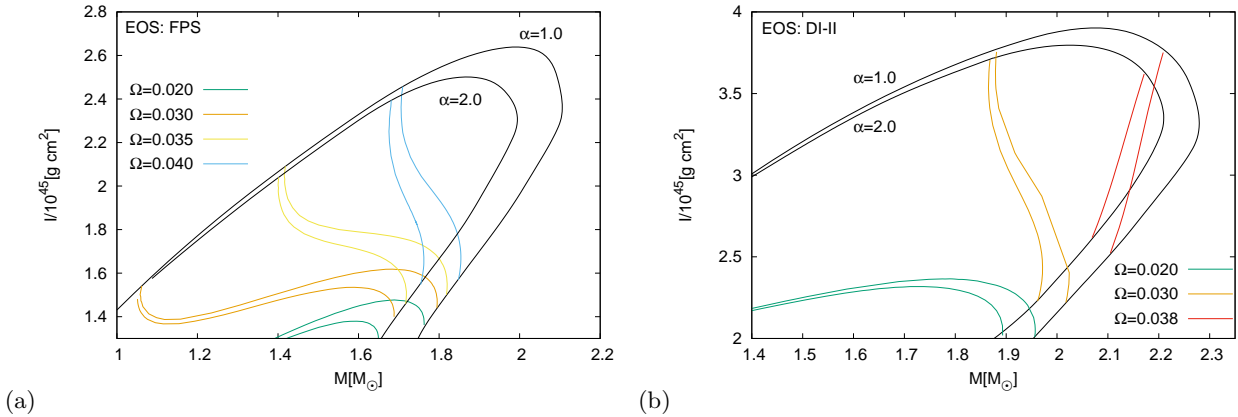 EOS: FPS
α=1.0
α=2.0
Ω=0.020
Ω=0.030
Ω=0.035
Ω=0.040
I/10^45[g cm^2]
2.8
2.6
2.4
2.2
2
1.8
1.6
1.4
1
1.2
1.4
1.6
1.8
2
2.2
M[M_⊙]
(a)
EOS: DI-II
α=1.0
α=2.0
I/10^45[g cm^2]
4
3.5
3
2.5
2
Ω=0.020
Ω=0.030
Ω=0.038
1.4
1.5
1.6
1.7
1.8
1.9
2
2.1
2.2
2.3
M[M_⊙]
(b)